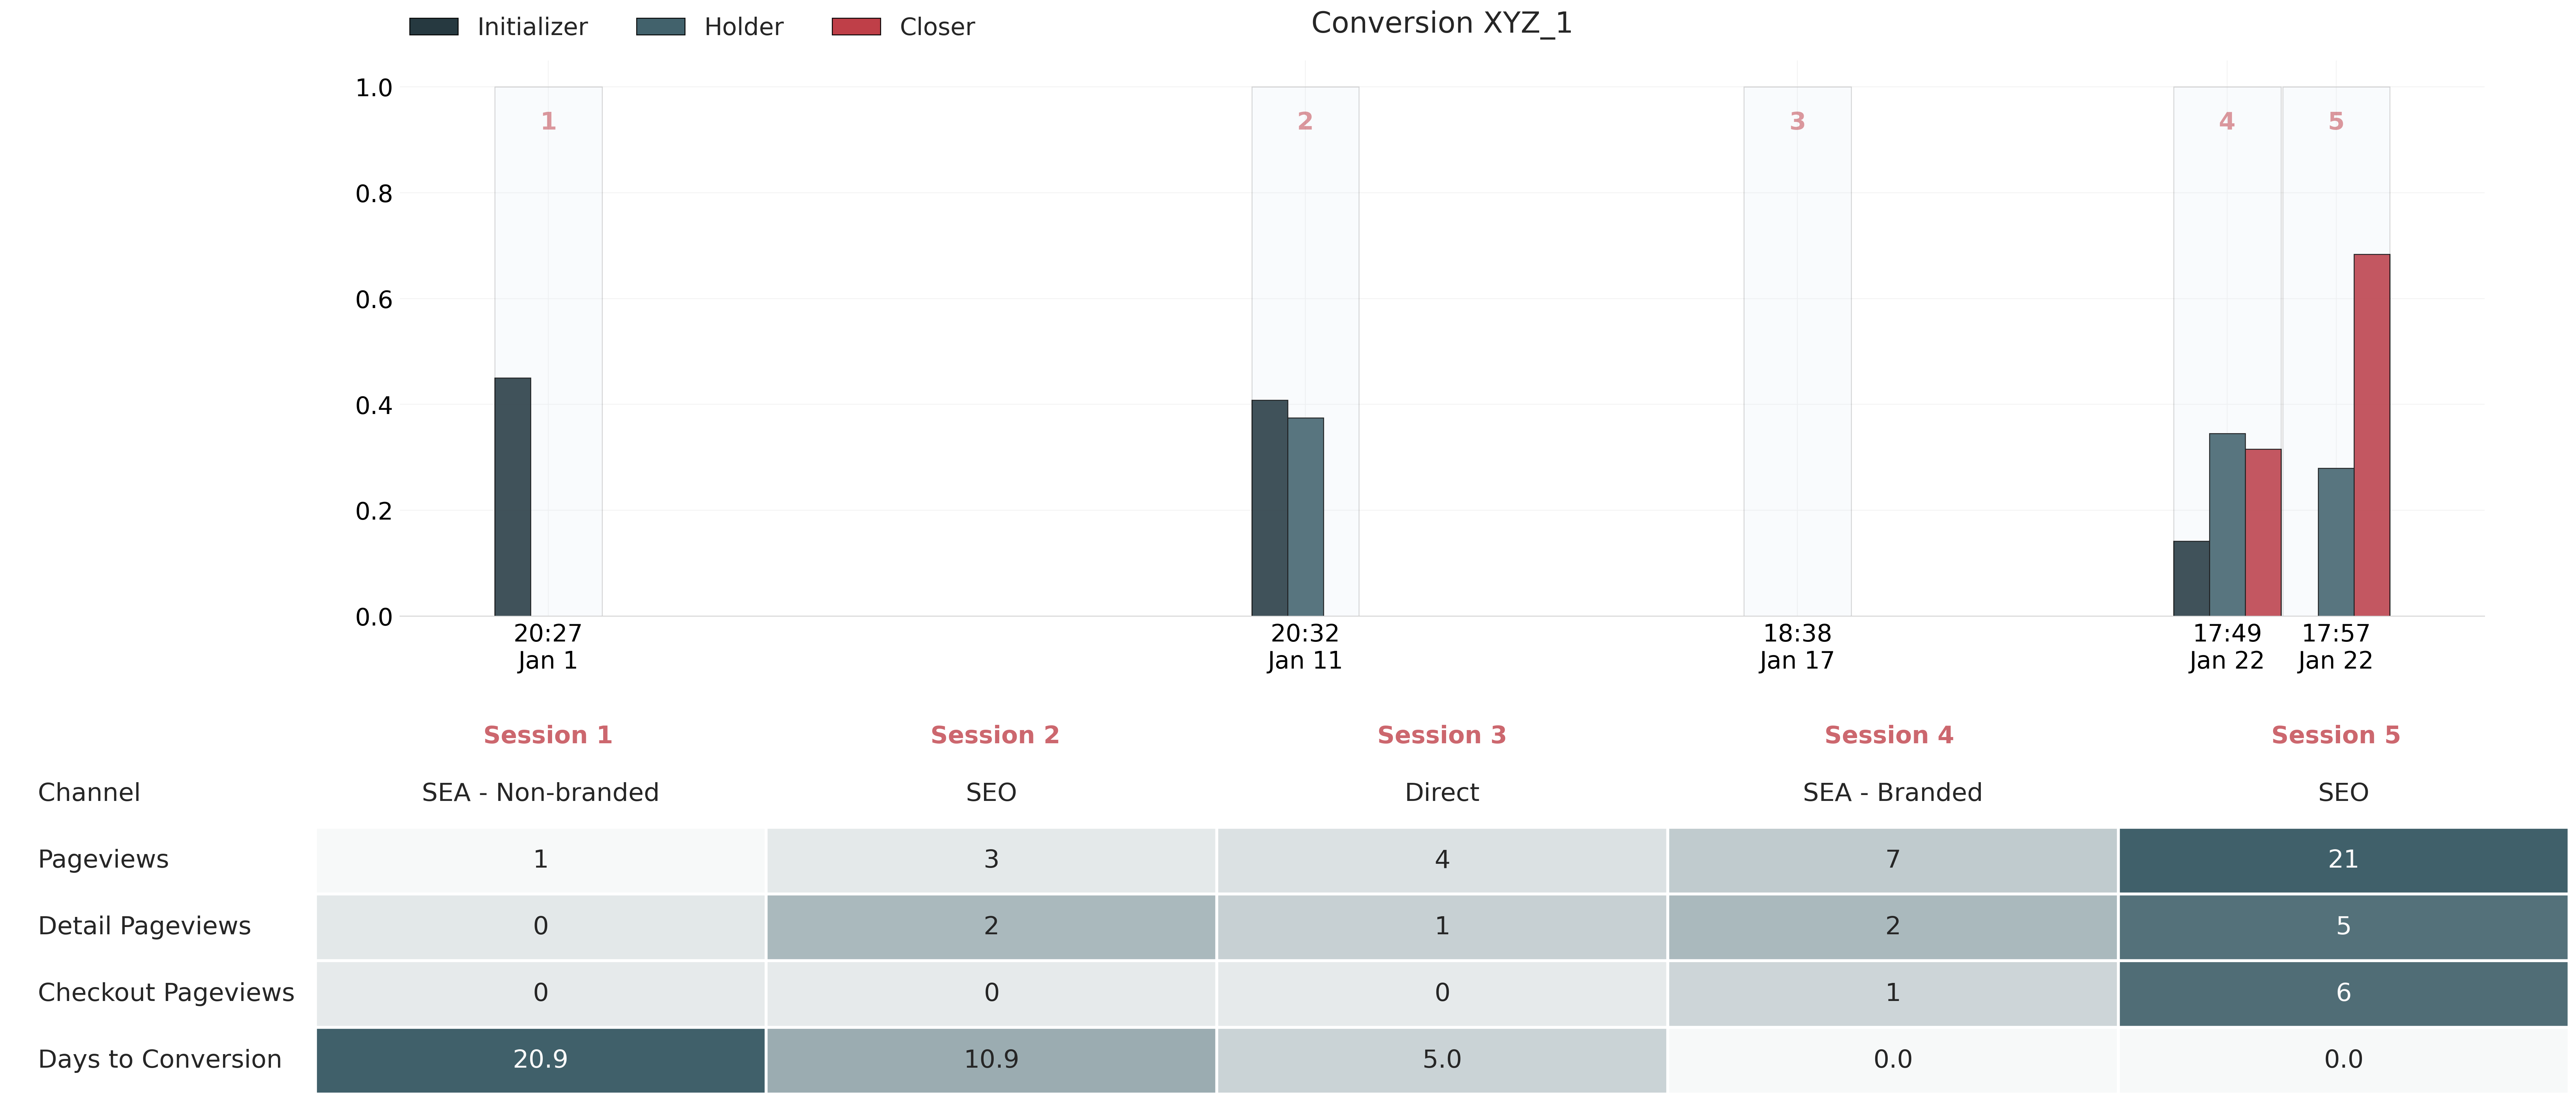 Initializer Holder Closer
Conversion XYZ_1
1.0
0.8
0.6
0.4
0.2
0.0
1 2 3 4 5
20:27 20:32 18:38 17:49 17:57
Jan 1 Jan 11 Jan 17 Jan 22 Jan 22
Session 1 Session 2 Session 3 Session 4 Session 5
Channel SEA - Non-branded SEO Direct SEA - Branded SEO
Pageviews 1 3 4 7 21
Detail Pageviews 0 2 1 2 5
Checkout Pageviews 0 0 0 1 6
Days to Conversion 20.9 10.9 5.0 0.0 0.0